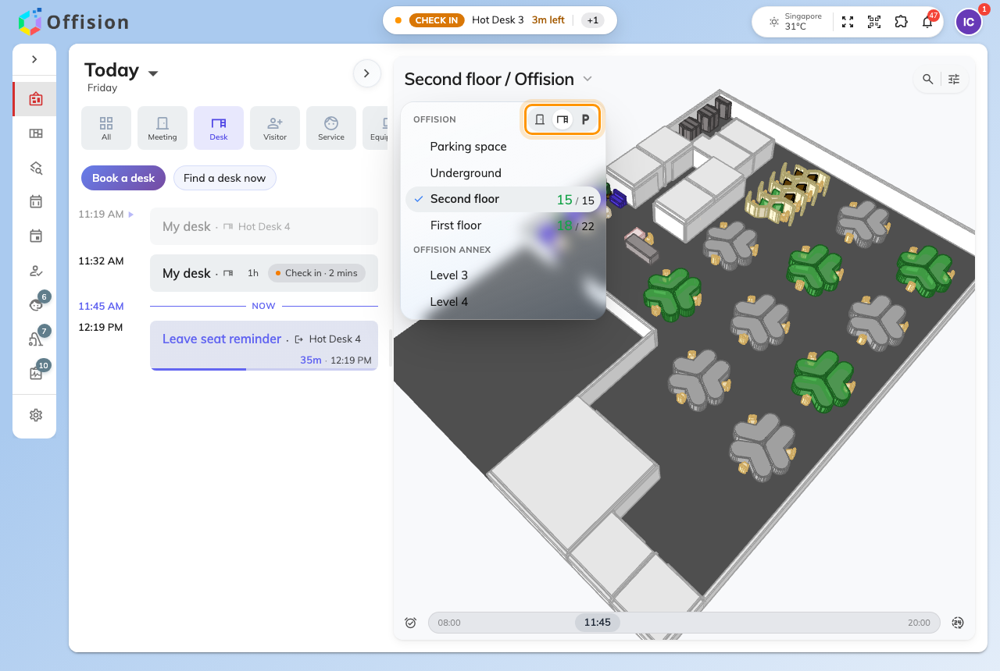 Offision
CHECK IN Hot Desk 3 3m left +1
Singapore
31°C
47
IC
1
Today
Friday
All
Meeting
Desk
Visitor
Service
Equip
Book a desk
Find a desk now
11:19 AM
My desk · Hot Desk 4
11:32 AM
My desk · 1h Check in · 2 mins
11:45 AM NOW
12:19 PM
Leave seat reminder · Hot Desk 4
35m · 12:19 PM
6
7
10
Second floor / Offision
OFFISION
P
Parking space
Underground
Second floor 15 / 15
First floor 18 / 22
OFFISION ANNEX
Level 3
Level 4
08:00
11:45
20:00
24